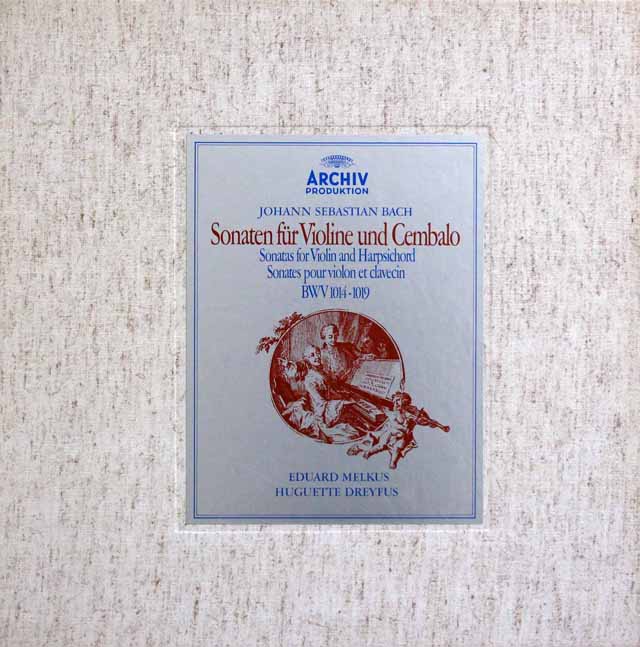 ARCHIV
PRODUKTION
JOHANN SEBASTIAN BACH
Sonaten für Violine und Cembalo
Sonatas for Violin and Harpsichord
Sonates pour violon et clavecin
BWV 1014-1019
EDUARD MELKUS
HUGUETTE DREYFUS